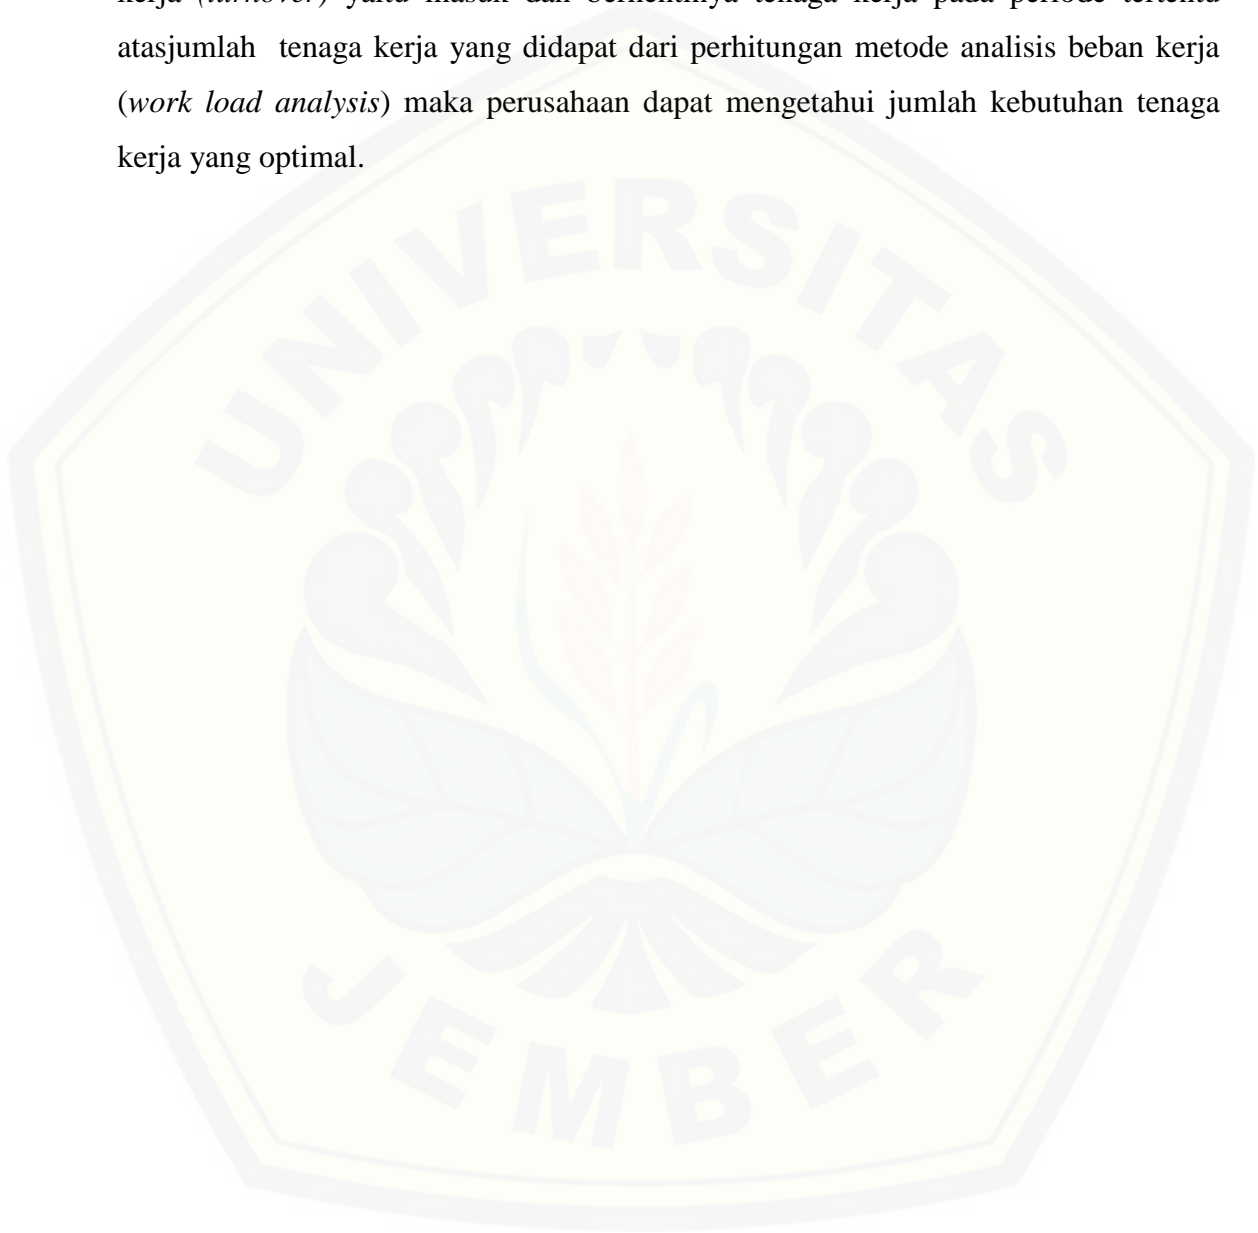 kerja (turnover) yaitu masuk dan berhentinya tenaga kerja pada periode tertentu
atasjumlah tenaga kerja yang didapat dari perhitungan metode analisis beban kerja
(work load analysis) maka perusahaan dapat mengetahui jumlah kebutuhan tenaga
kerja yang optimal.
UNIVERSITAS
JEMBER